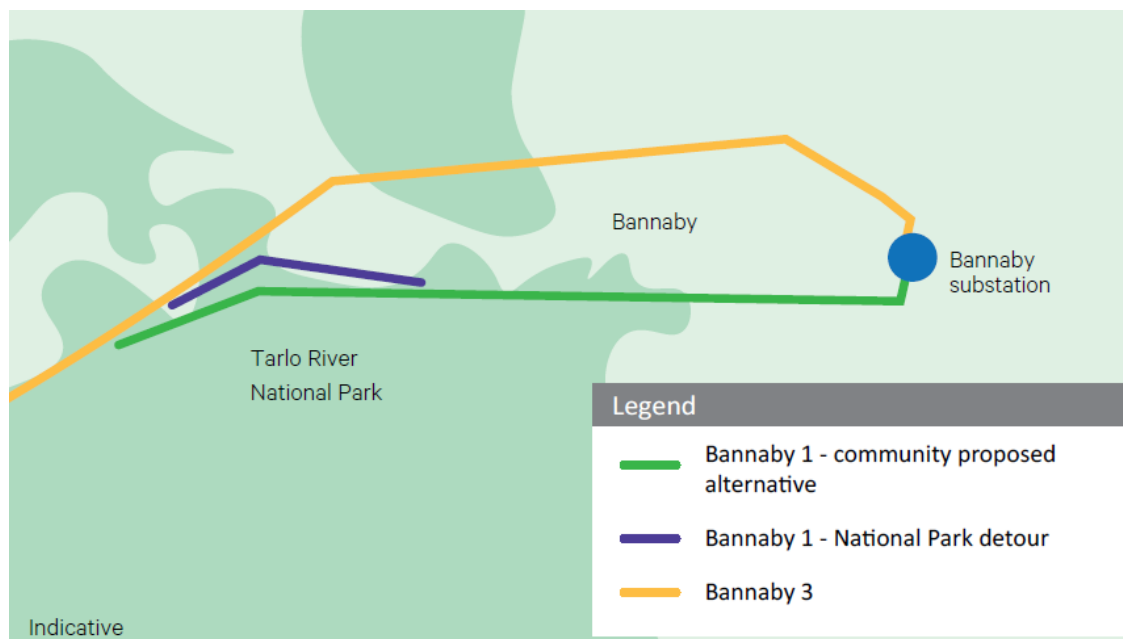 Bannaby
Bannaby
substation
Tarlo River
National Park
Legend
Bannaby 1 - community proposed
alternative
Bannaby 1 - National Park detour
Bannaby 3
Indicative